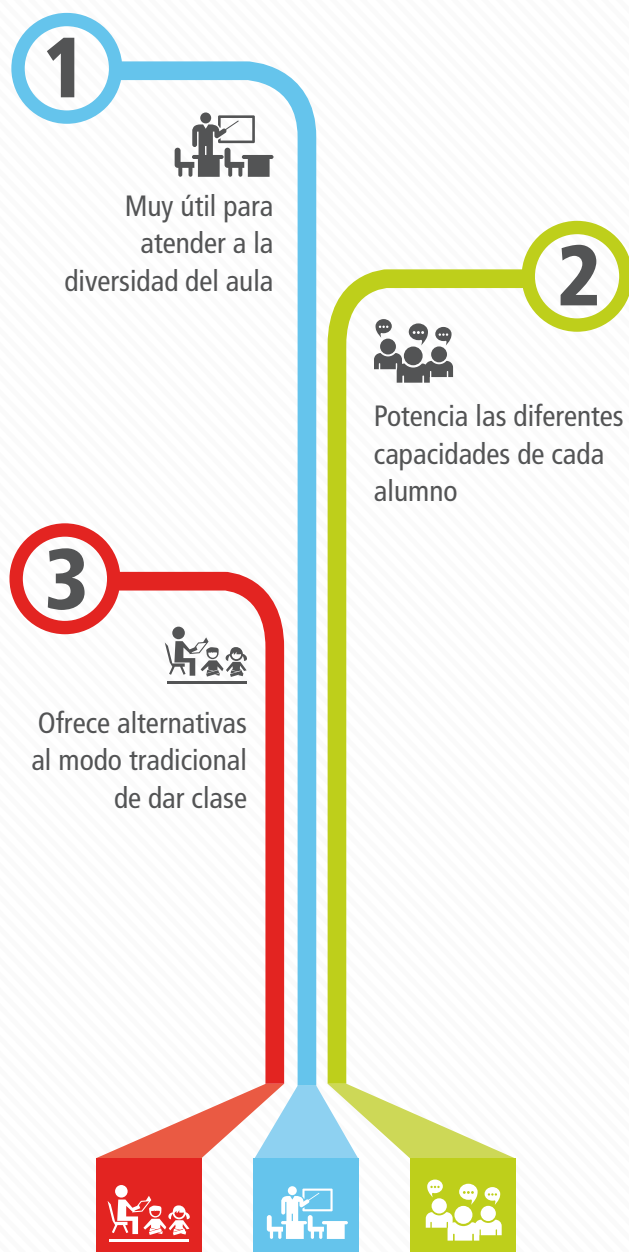 1
Muy útil para
atender a la
diversidad del aula
2
Potencia las diferentes
capacidades de cada
alumno
3
Ofrece alternativas
al modo tradicional
de dar clase